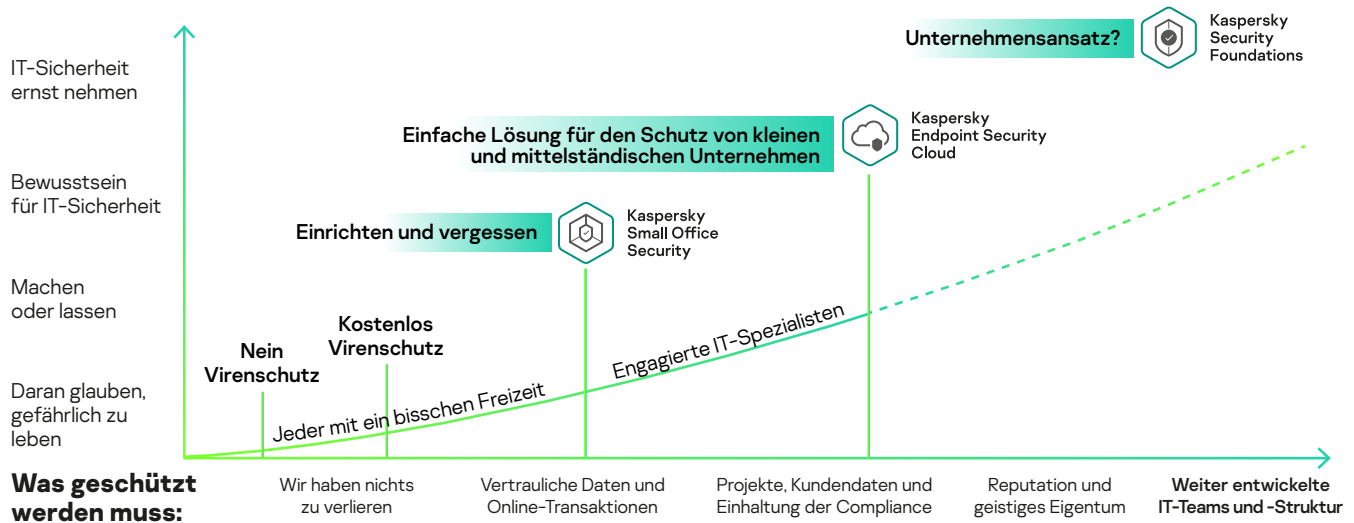 Unternehmensansatz?
Kaspersky
Security
Foundations
IT-Sicherheit
ernst nehmen
Einfache Lösung für den Schutz von kleinen
und mittelständischen Unternehmen
Kaspersky
Endpoint Security
Cloud
Bewusstsein
für IT-Sicherheit
Einrichten und vergessen
Kaspersky
Small Office
Security
Machen
oder lassen
Nein
Virenschutz
Kostenlos
Virenschutz
Engagierte IT-Spezialisten
Daran glauben,
gefährlich zu
leben
Jeder mit ein bisschen Freizeit
Was geschützt
werden muss:
Wir haben nichts
zu verlieren
Vertrauliche Daten und
Online-Transaktionen
Projekte, Kundendaten und
Einhaltung der Compliance
Reputation und
geistiges Eigentum
Weiter entwickelte
IT-Teams und -Struktur